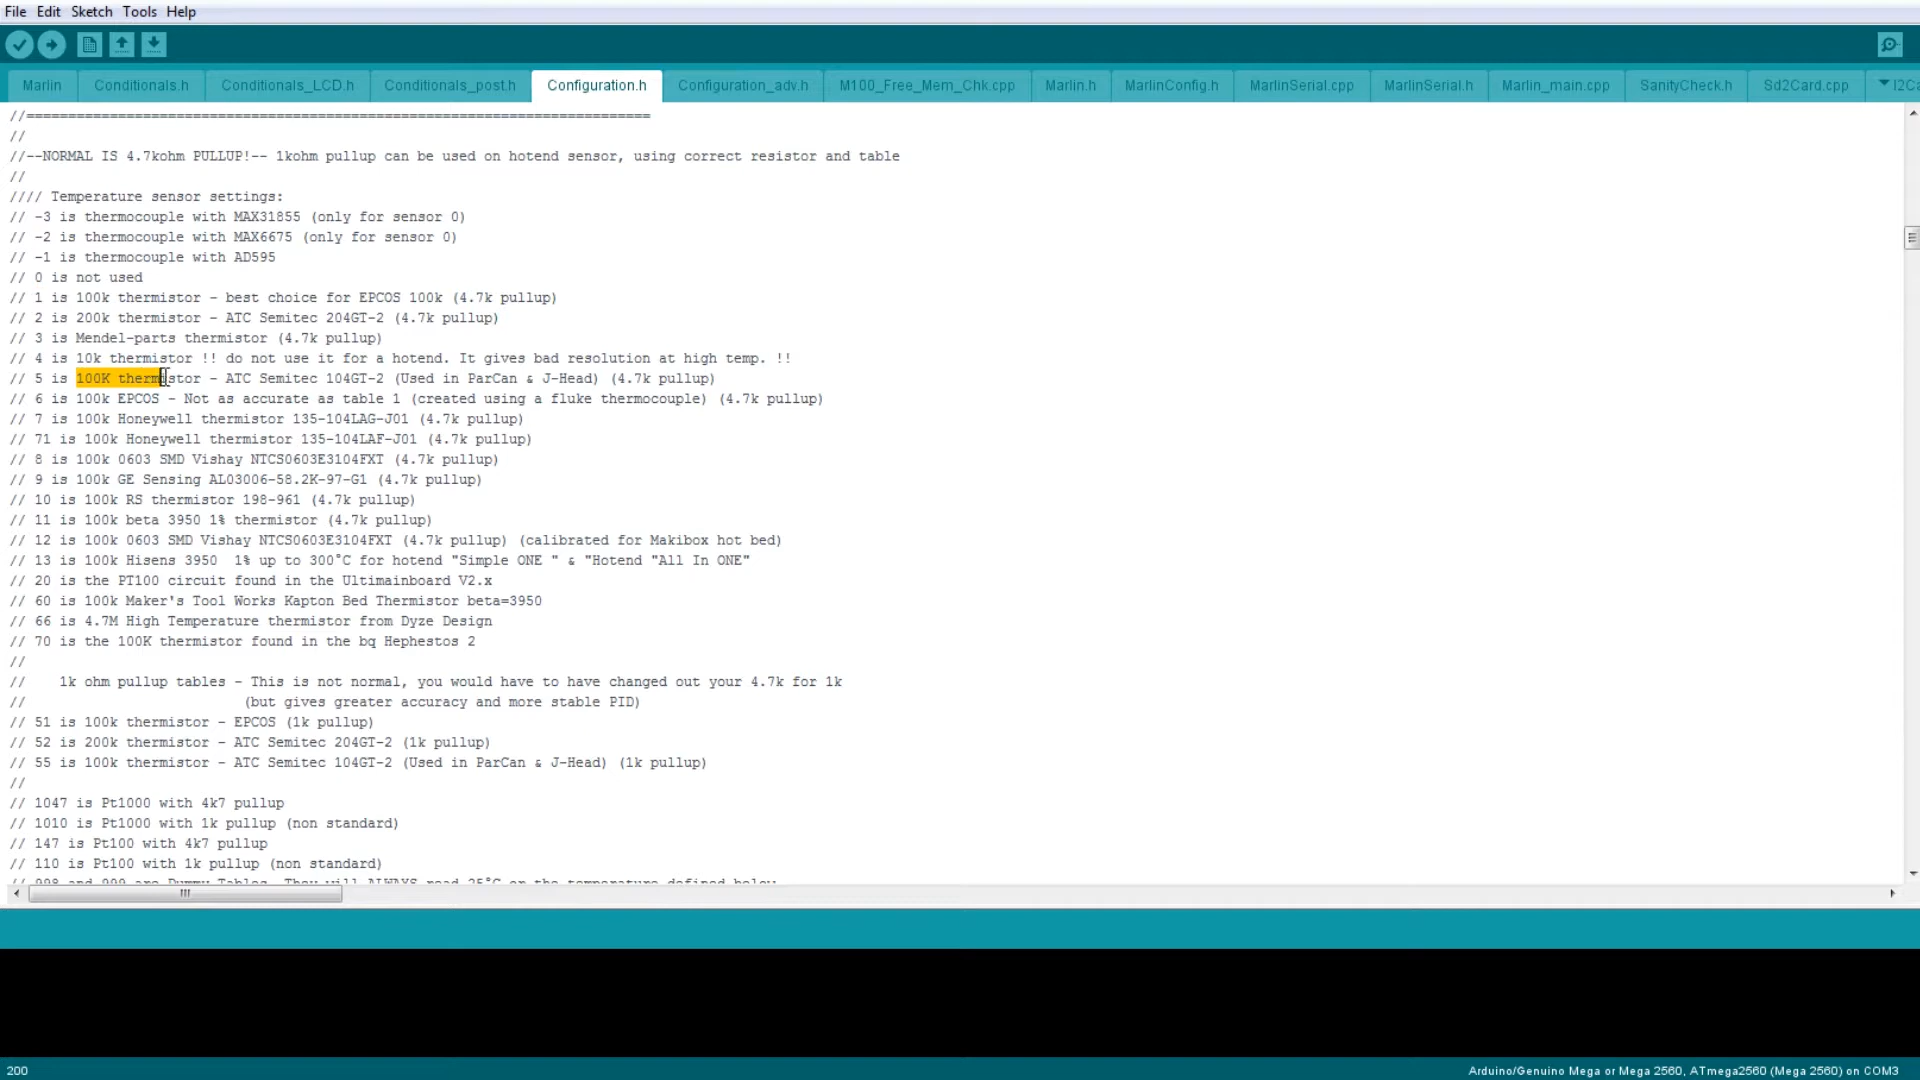 File Edit Sketch Tools Help
Marlin Conditionals.h Conditionals_LCD.h Conditionals_post.h Configuration.h Configuration_adv.h M100_Free_Mem_Chk.cpp Marlin.h MarlinConfig.h MarlinSerial.cpp MarlinSerial.h Marlin_main.cpp SanityCheck.h Sd2Card.cpp
//===========================================================================
//
//--NORMAL IS 4.7kohm PULLUP!-- 1kohm pullup can be used on hotend sensor, using correct resistor and table
//
//// Temperature sensor settings:
// -3 is thermocouple with MAX31855 (only for sensor 0)
// -2 is thermocouple with MAX6675 (only for sensor 0)
// -1 is thermocouple with AD595
// 0 is not used
// 1 is 100k thermistor - best choice for EPCOS 100k (4.7k pullup)
// 2 is 200k thermistor - ATC Semitec 204GT-2 (4.7k pullup)
// 3 is Mendel-parts thermistor (4.7k pullup)
// 4 is 10k thermistor !! do not use it for a hotend. It gives bad resolution at high temp. !!
// 5 is 100K thermistor - ATC Semitec 104GT-2 (Used in ParCan & J-Head) (4.7k pullup)
// 6 is 100k EPCOS - Not as accurate as table 1 (created using a fluke thermocouple) (4.7k pullup)
// 7 is 100k Honeywell thermistor 135-104LAG-J01 (4.7k pullup)
// 71 is 100k Honeywell thermistor 135-104LAF-J01 (4.7k pullup)
// 8 is 100k 0603 SMD Vishay NTCS0603E3104FXT (4.7k pullup)
// 9 is 100k GE Sensing AL03006-58.2K-97-G1 (4.7k pullup)
// 10 is 100k RS thermistor 198-961 (4.7k pullup)
// 11 is 100k beta 3950 1% thermistor (4.7k pullup)
// 12 is 100k 0603 SMD Vishay NTCS0603E3104FXT (4.7k pullup) (calibrated for Makibox hot bed)
// 13 is 100k Hisens 3950  1% up to 300°C for hotend "Simple ONE " & "Hotend "All In ONE"
// 20 is the PT100 circuit found in the Ultimainboard V2.x
// 60 is 100k Maker's Tool Works Kapton Bed Thermistor beta=3950
// 66 is 4.7M High Temperature thermistor from Dyze Design
// 70 is the 100K thermistor found in the bq Hephestos 2
//
//    1k ohm pullup tables - This is not normal, you would have to have changed out your 4.7k for 1k
//                          (but gives greater accuracy and more stable PID)
// 51 is 100k thermistor - EPCOS (1k pullup)
// 52 is 200k thermistor - ATC Semitec 204GT-2 (1k pullup)
// 55 is 100k thermistor - ATC Semitec 104GT-2 (Used in ParCan & J-Head) (1k pullup)
//
// 1047 is Pt1000 with 4k7 pullup
// 1010 is Pt1000 with 1k pullup (non standard)
// 147 is Pt100 with 4k7 pullup
// 110 is Pt100 with 1k pullup (non standard)
// 998 and 999 are Dummy Tables. They will ALWAYS read 25°C or the temperature defined below.
200
Arduino/Genuino Mega or Mega 2560, ATmega2560 (Mega 2560) on COM3